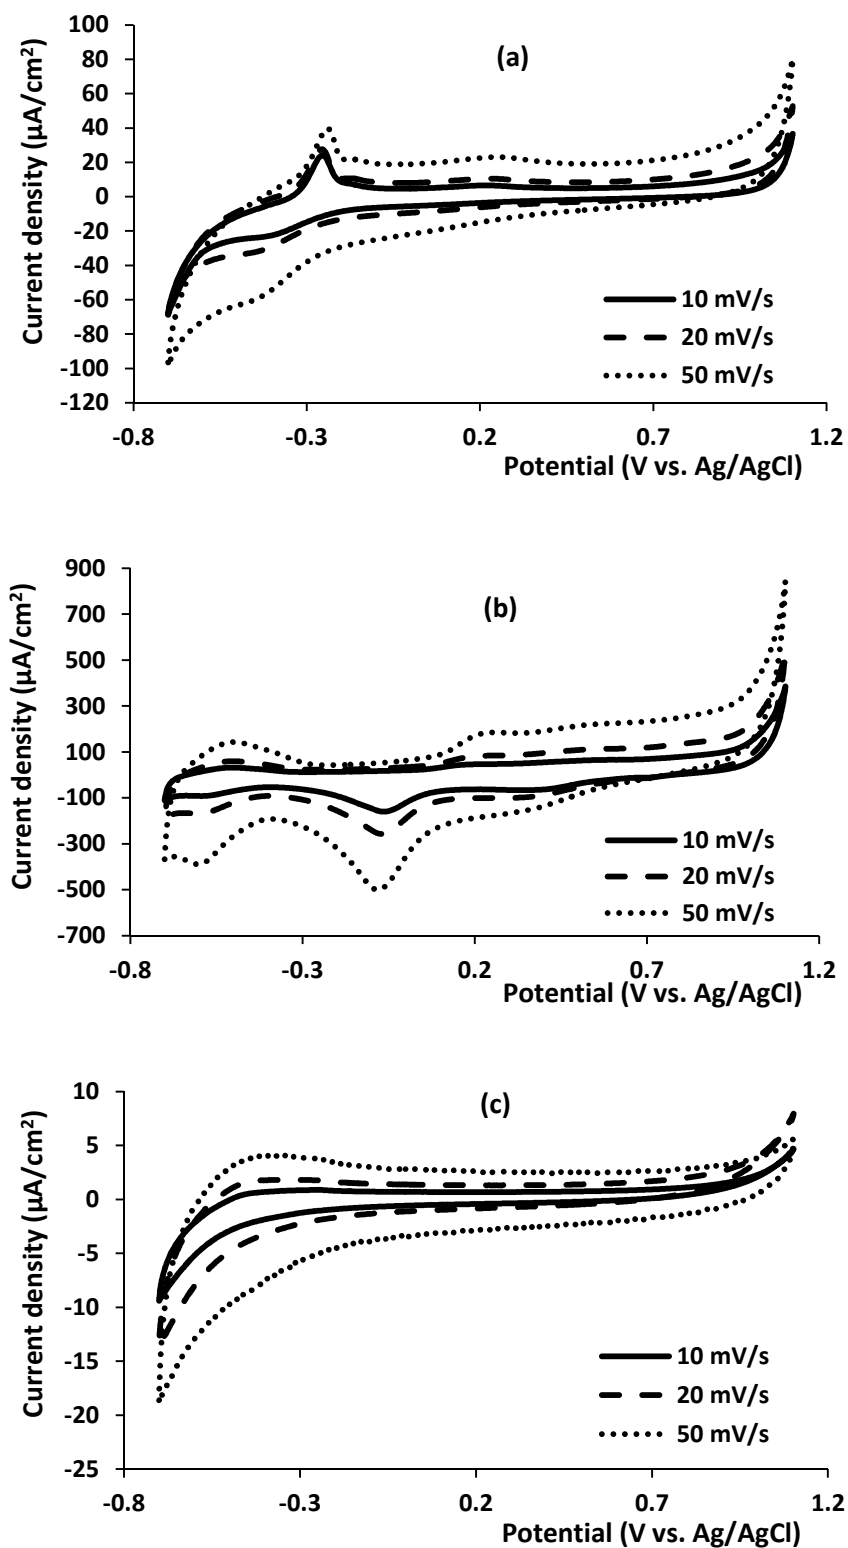 (a)
Current density (µA/cm²)
100
80
60
40
20
0
-20
-40
-60
-80
-100
-120
-0.8
-0.3
0.2
0.7
1.2
Potential (V vs. Ag/AgCl)
10 mV/s
20 mV/s
50 mV/s
(b)
Current density (µA/cm²)
900
700
500
300
100
-100
-300
-500
-700
-0.8
-0.3
0.2
0.7
1.2
Potential (V vs. Ag/AgCl)
10 mV/s
20 mV/s
50 mV/s
(c)
Current density (µA/cm²)
10
5
0
-5
-10
-15
-20
-25
-0.8
-0.3
0.2
0.7
1.2
Potential (V vs. Ag/AgCl)
10 mV/s
20 mV/s
50 mV/s